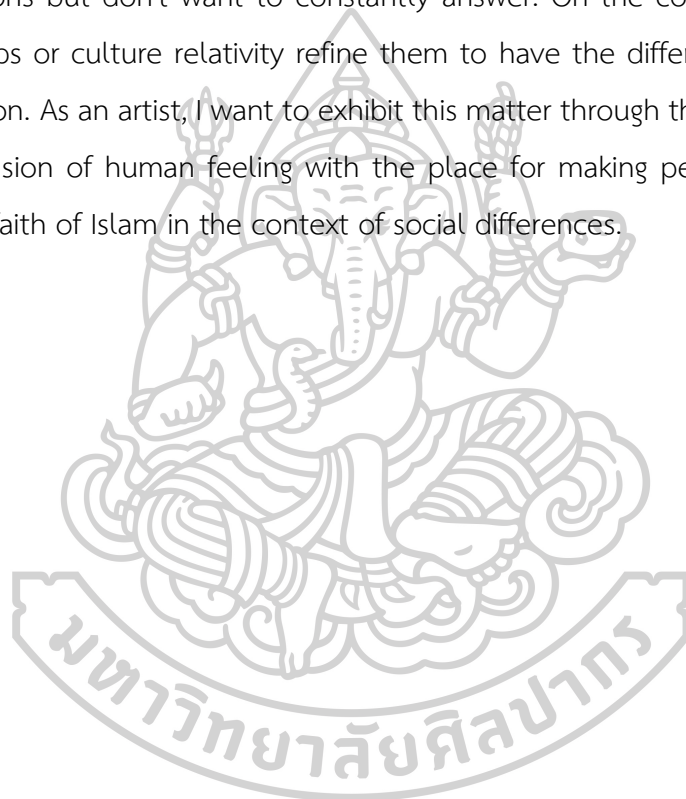 ons but don't want to constantly answer. On the co
os or culture relativity refine them to have the differ
on. As an artist, I want to exhibit this matter through th
sion of human feeling with the place for making pe
faith of Islam in the context of social differences.
มหาวิทยาลัยศิลปากร